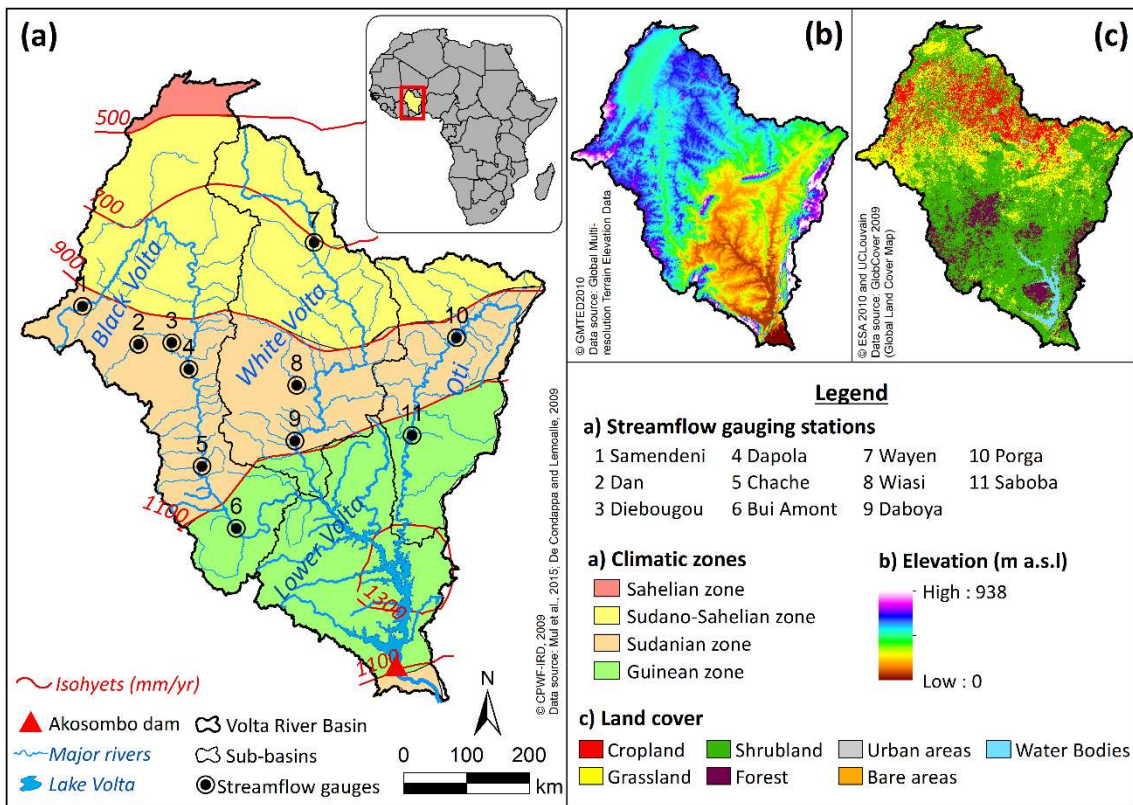 (a)
500
700
900
1100
1300
1100
Black Volta
White Volta
Oti
Lower Volta
1
2
3
4
5
6
7
8
9
10
11
© CPWF-IRD, 2009
Data source: Mul et al., 2015; De Condappa and Lemoalle, 2009
Isohyets (mm/yr)
Akosombo dam
Major rivers
Lake Volta
Volta River Basin
Sub-basins
Streamflow gauges
N
0 100 200
km
(b)
© GMTED2010
Data source: Global Multi-
resolution Terrain Elevation Data
(c)
© ESA 2010 and UCLouvain
Data source: GlobCover 2009
(Global Land Cover Map)
Legend
a) Streamflow gauging stations
1 Samendeni 4 Dapola 7 Wayen 10 Porga
2 Dan 5 Chache 8 Wiasi 11 Saboba
3 Diebougou 6 Bui Amont 9 Daboya
a) Climatic zones
Sahelian zone
Sudano-Sahelian zone
Sudanian zone
Guinean zone
b) Elevation (m a.s.l)
High : 938
Low : 0
c) Land cover
Cropland Shrubland Urban areas Water Bodies
Grassland Forest Bare areas